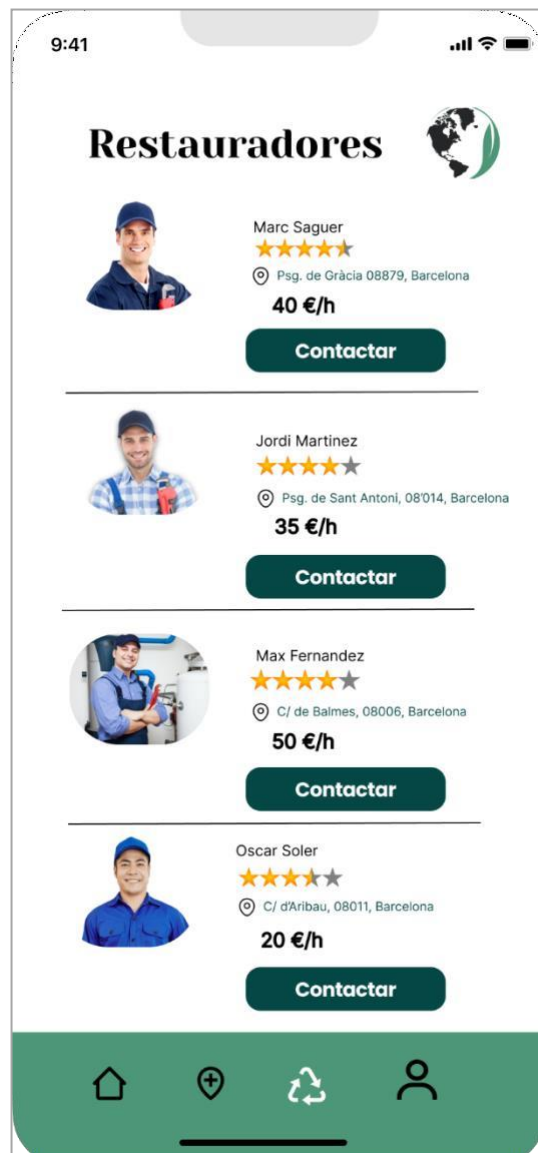 9:41
Restauradores
Marc Saguer
Psg. de Gràcia 08879, Barcelona
40 €/h
Contactar
Jordi Martinez
Psg. de Sant Antoni, 08'014, Barcelona
35 €/h
Contactar
Max Fernandez
C/ de Balmes, 08006, Barcelona
50 €/h
Contactar
Oscar Soler
C/ d'Aribau, 08011, Barcelona
20 €/h
Contactar